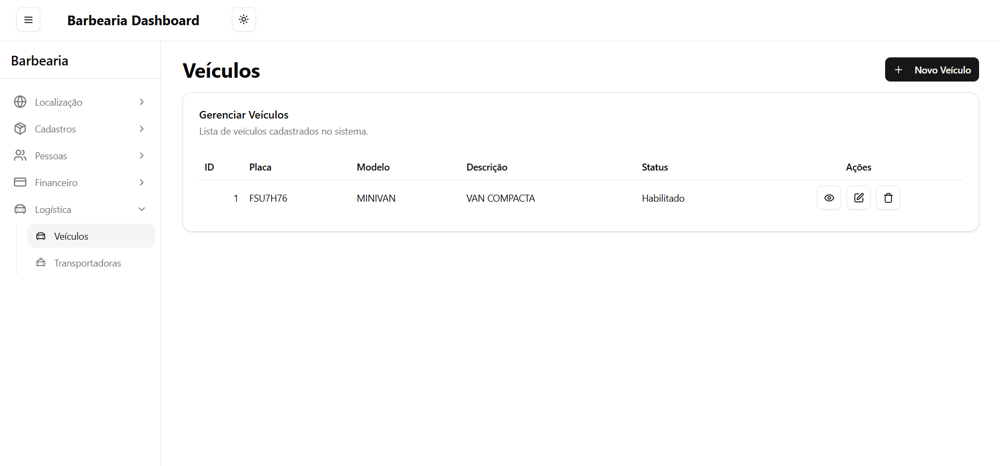 Barbearia Dashboard
Barbearia
Localização
Cadastros
Pessoas
Financeiro
Logística
Veículos
Transportadoras
Veículos
Novo Veículo
Gerenciar Veículos
Lista de veículos cadastrados no sistema.
ID Placa Modelo Descrição Status Ações
1 FSU7H76 MINIVAN VAN COMPACTA Habilitado